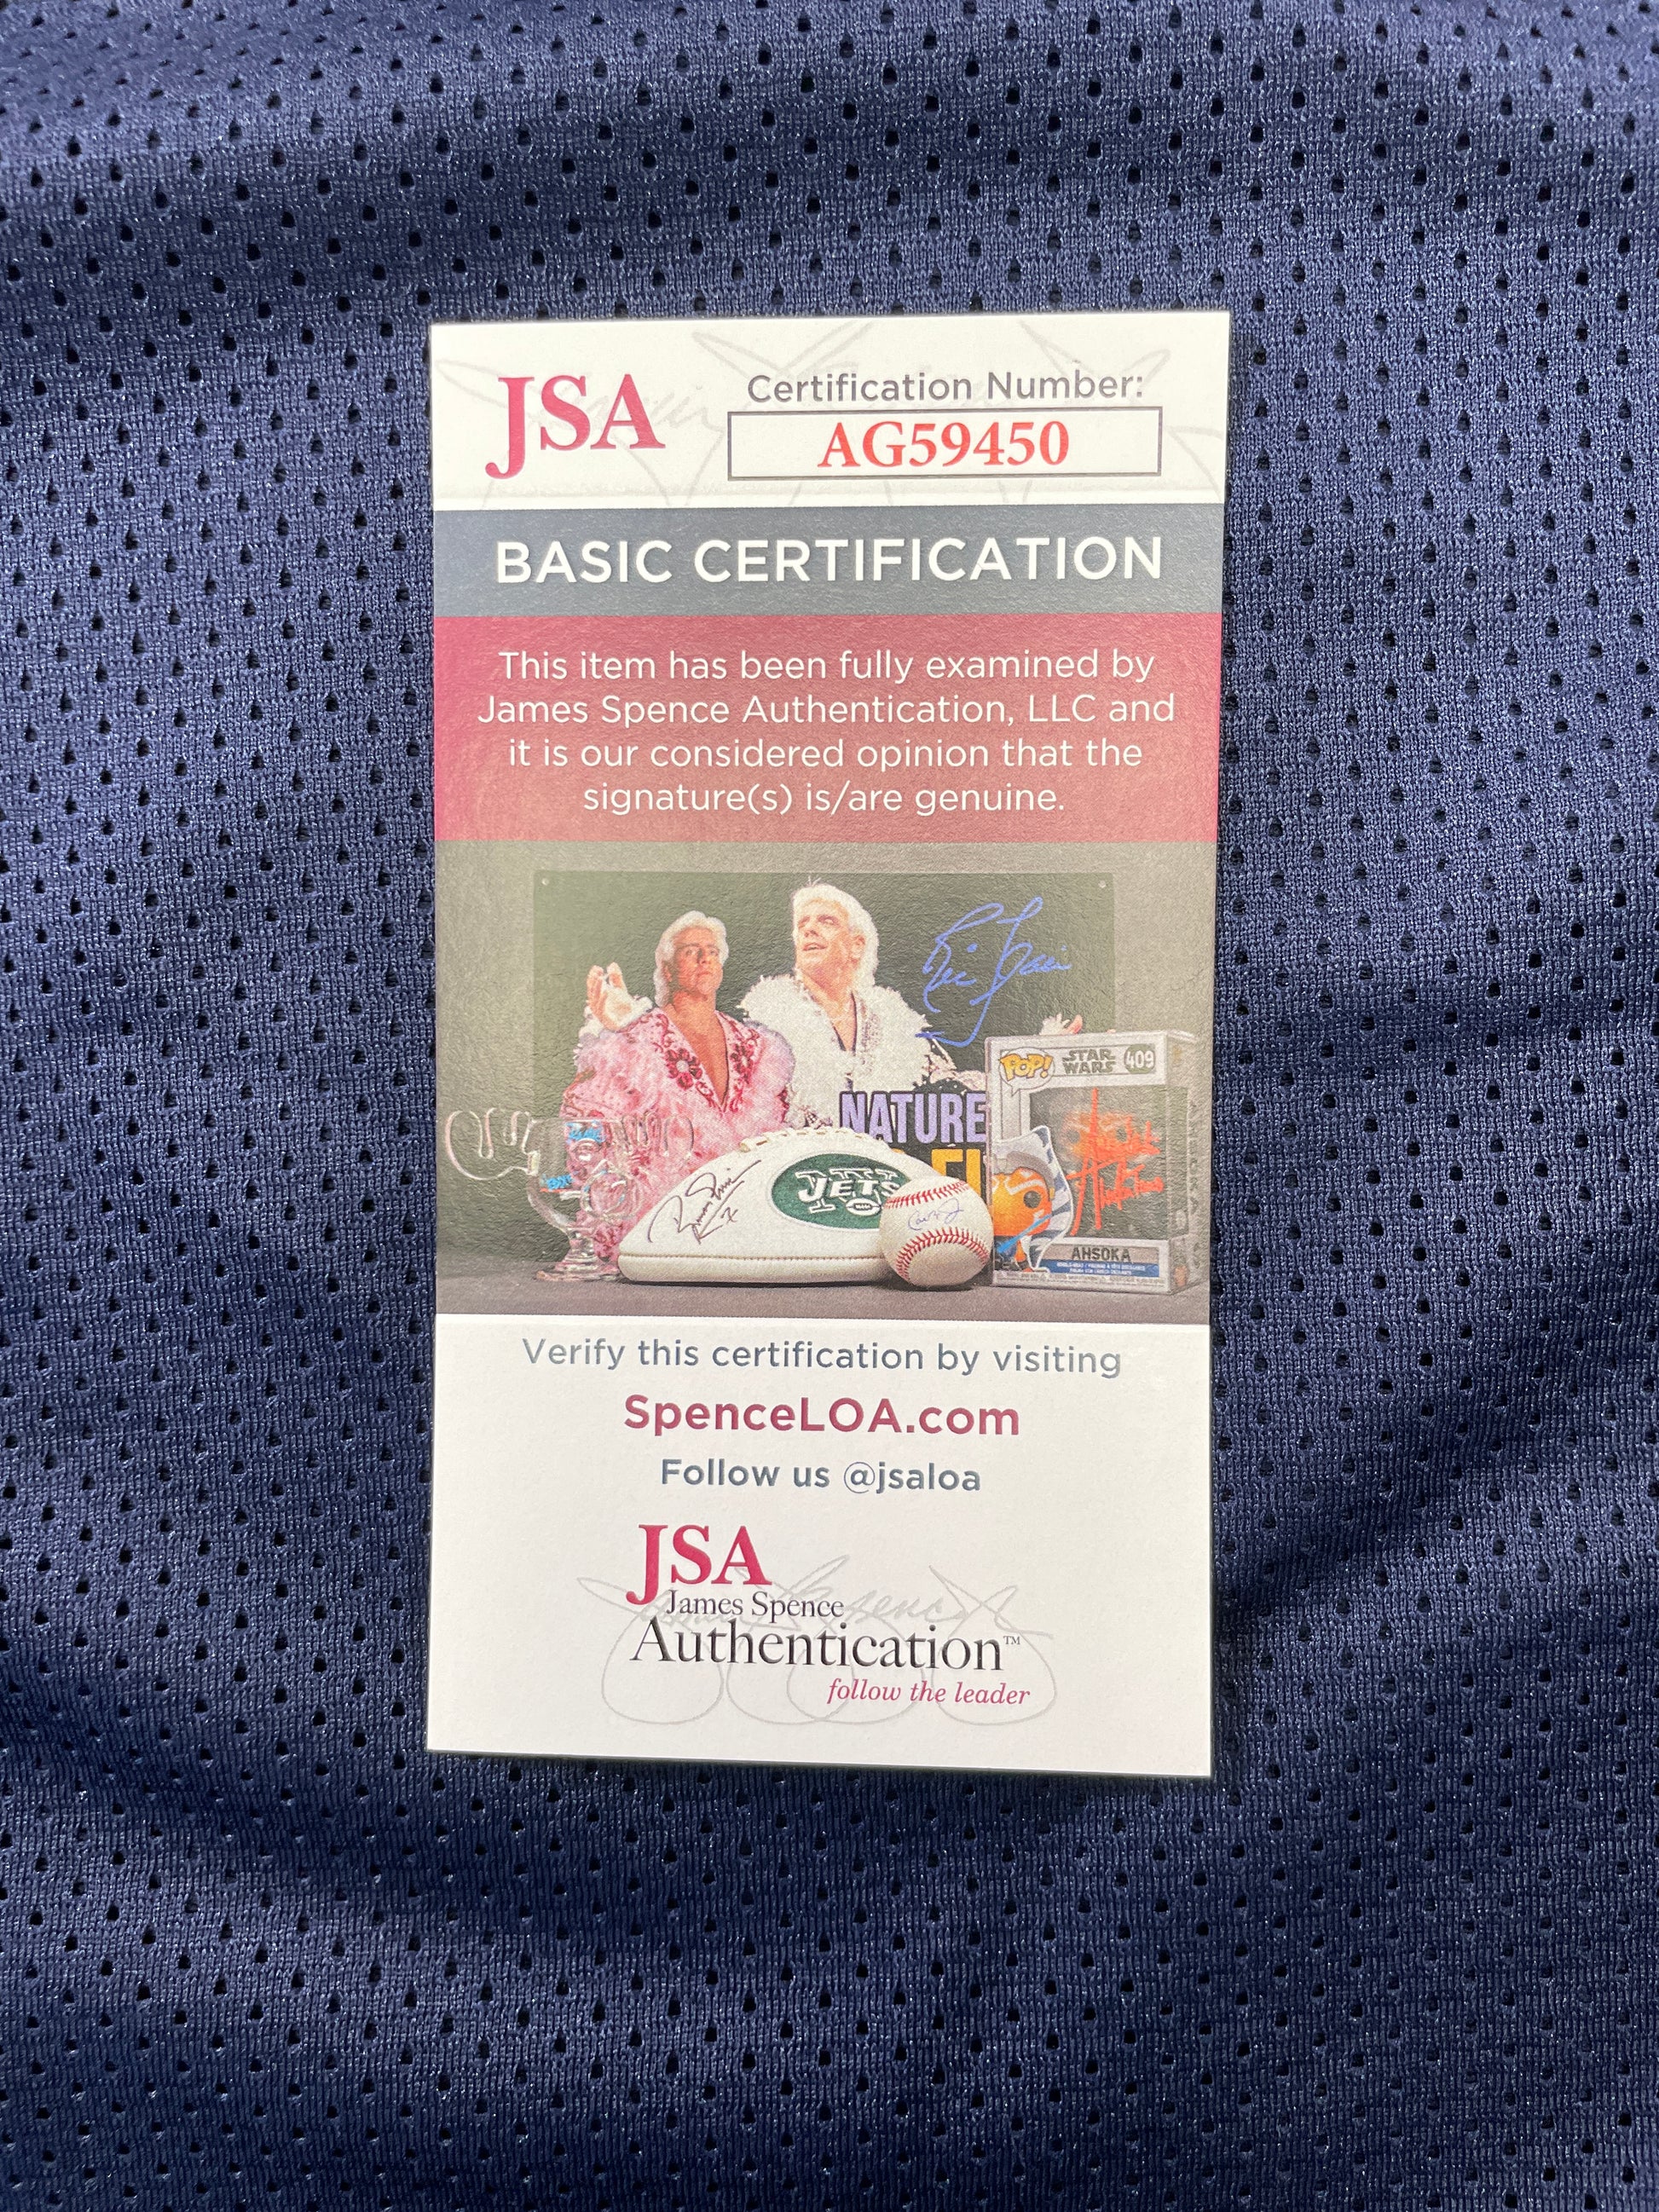 JSA
Certification Number:
AG59450
BASIC CERTIFICATION
This item has been fully examined by
James Spence Authentication, LLC and
it is our considered opinion that the
signature(s) is/are genuine.
Ric Flair
NATURE
POP!
STAR
WARS
409
JETS
AHSOKA
Verify this certification by visiting
SpenceLOA.com
Follow us @jsaloa
JSA
James Spence
Authentication™
follow the leader